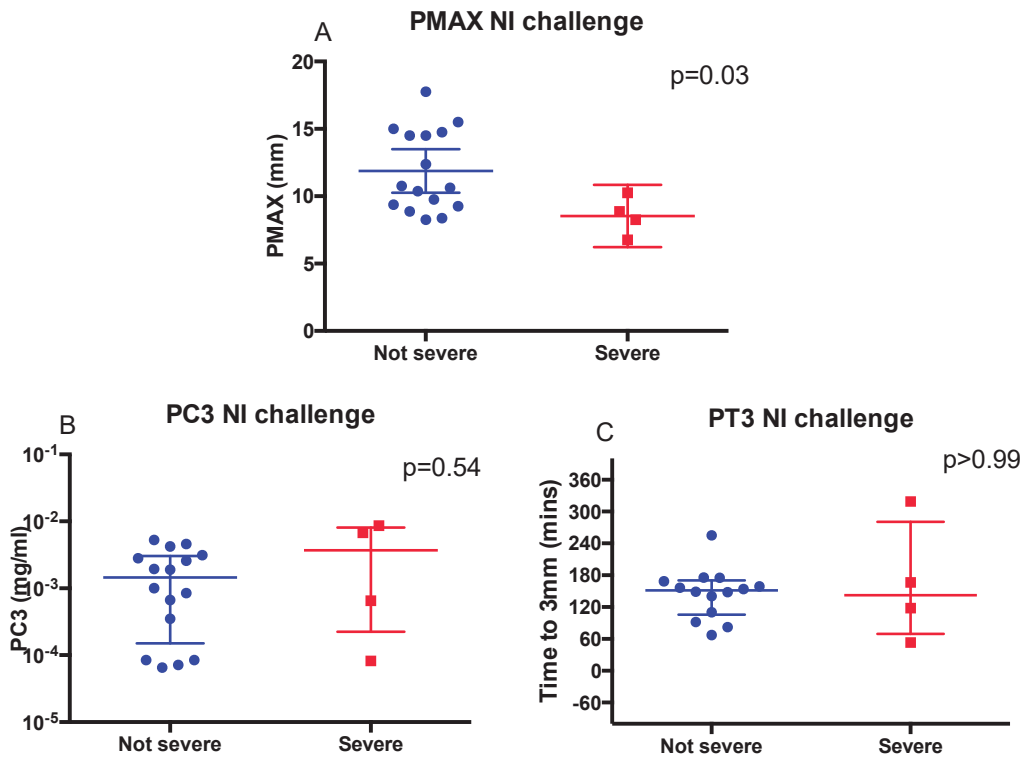 A
PMAX NI challenge
p=0.03
PMAX (mm)
20
15
10
5
0
Not severe
Severe
B
PC3 NI challenge
p=0.54
PC3 (mg/ml)
10-1
10-2
10-3
10-4
10-5
Not severe
Severe
C
PT3 NI challenge
p>0.99
Time to 3mm (mins)
360
300
240
180
120
60
0
-60
Not severe
Severe